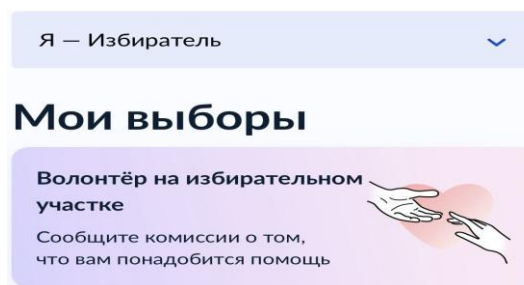 Я — Избиратель
Мои выборы
Волонтёр на избирательном
участке
Сообщите комиссии о том,
что вам понадобится помощь